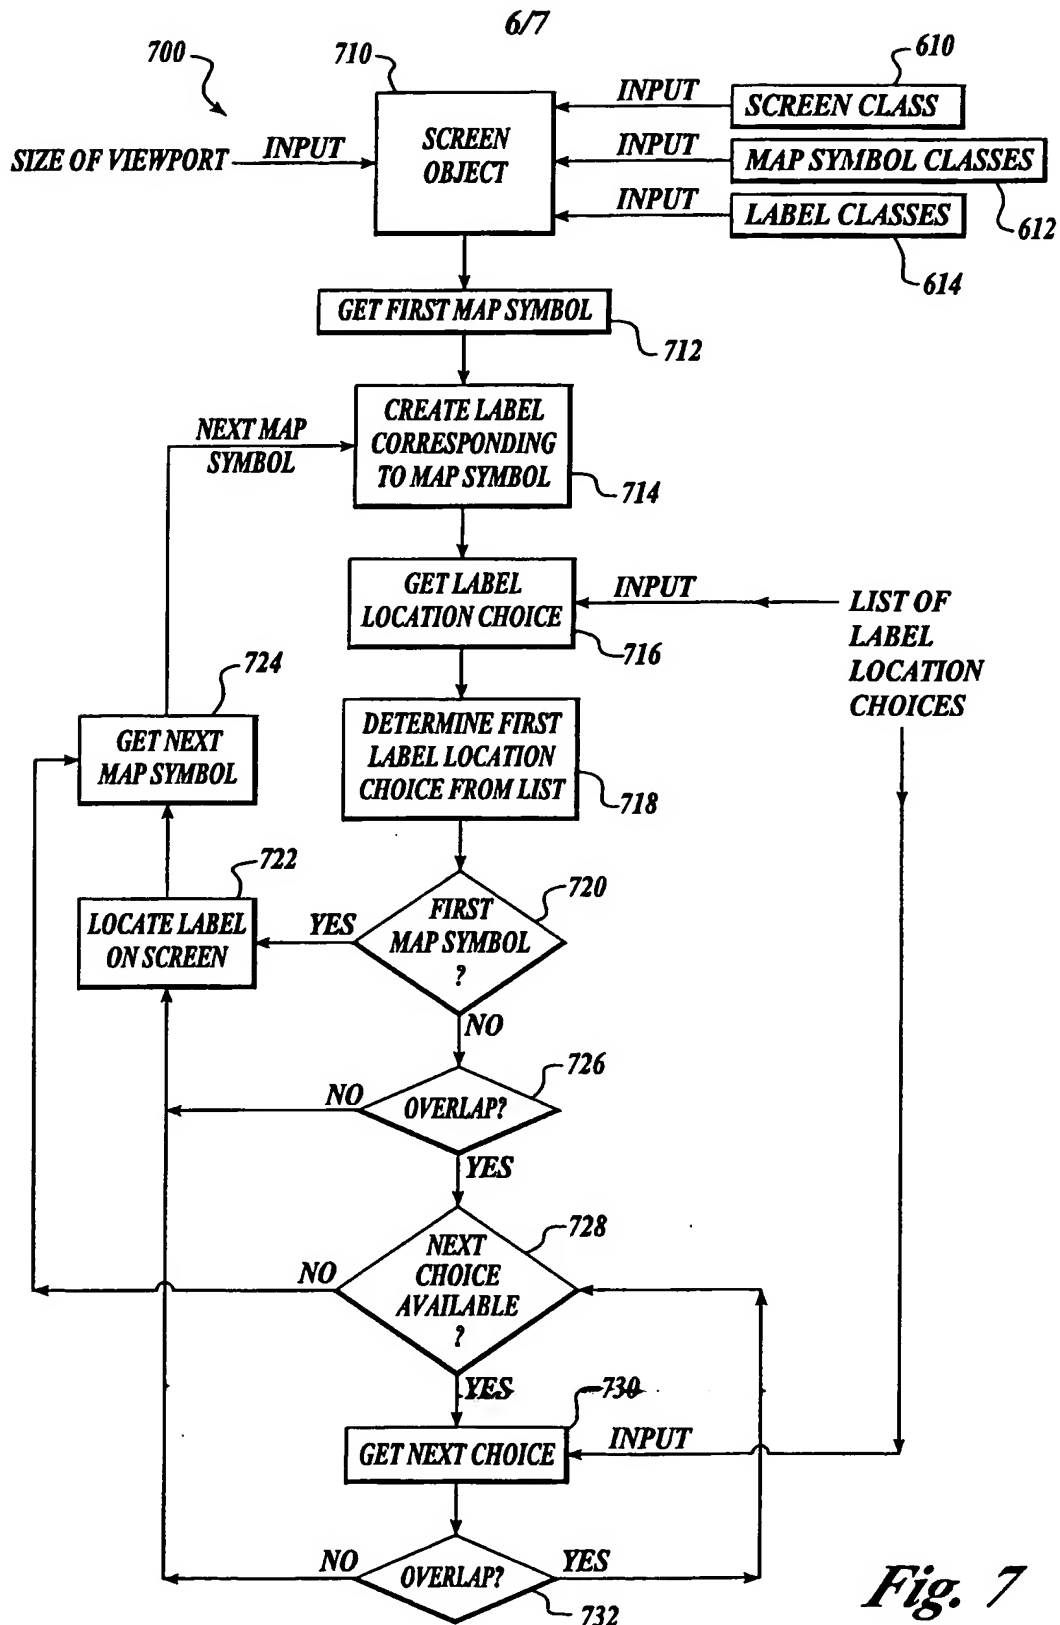 6/7
700
710
610
SCREEN
OBJECT
SIZE OF VIEWPORT
INPUT
INPUT
SCREEN CLASS
INPUT
MAP SYMBOL CLASSES
INPUT
LABEL CLASSES
612
614
GET FIRST MAP SYMBOL
712
CREATE LABEL
CORRESPONDING
TO MAP SYMBOL
714
NEXT MAP
SYMBOL
GET LABEL
LOCATION CHOICE
716
INPUT
LIST OF
LABEL
LOCATION
CHOICES
724
GET NEXT
MAP SYMBOL
DETERMINE FIRST
LABEL LOCATION
CHOICE FROM LIST
718
722
LOCATE LABEL
ON SCREEN
YES
FIRST
MAP SYMBOL
?
720
NO
726
NO
OVERLAP?
YES
728
NO
NEXT
CHOICE
AVAILABLE
?
YES
730
GET NEXT CHOICE
INPUT
NO
OVERLAP?
YES
732
Fig. 7